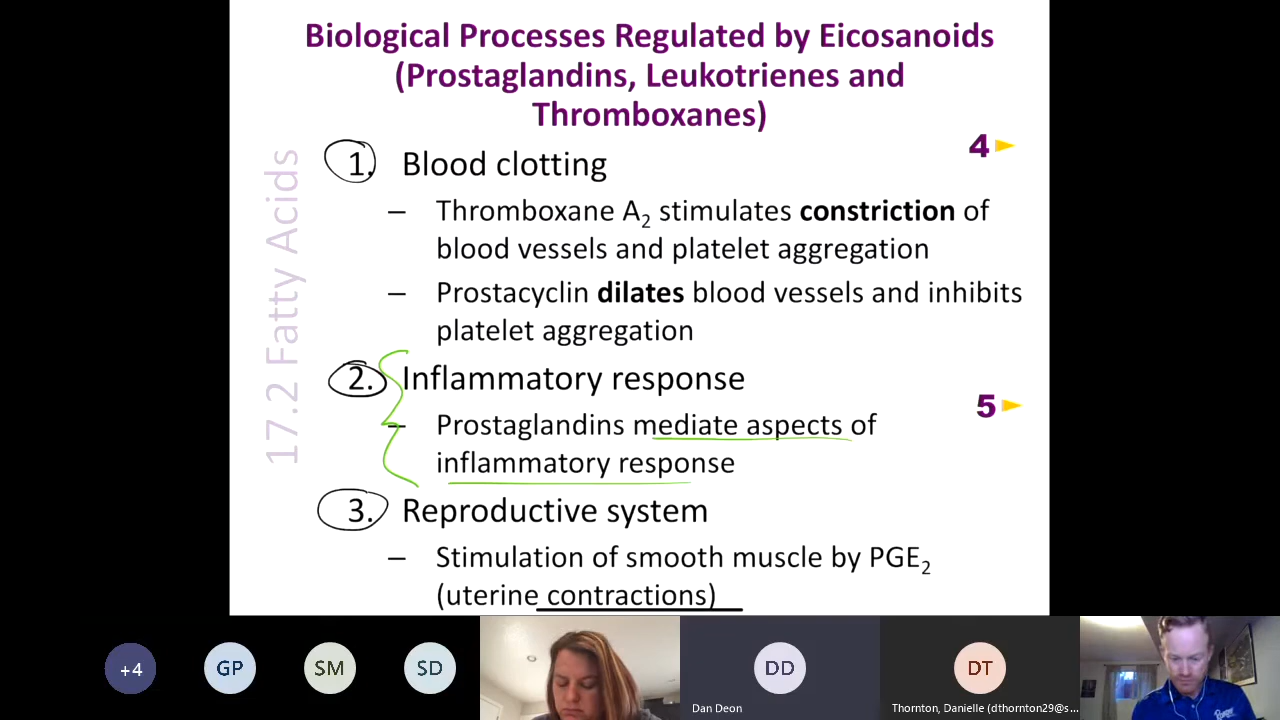 Biological Processes Regulated by Eicosanoids
(Prostaglandins, Leukotrienes and
Thromboxanes)
17.2 Fatty Acids
4
1. Blood clotting
– Thromboxane A2 stimulates constriction of
blood vessels and platelet aggregation
– Prostacyclin dilates blood vessels and inhibits
platelet aggregation
2. Inflammatory response
5
– Prostaglandins mediate aspects of
inflammatory response
3. Reproductive system
– Stimulation of smooth muscle by PGE2
(uterine contractions)
+4
GP
SM
SD
DD
DT
Dan Deon
Thornton, Danielle (dthornton29@s...